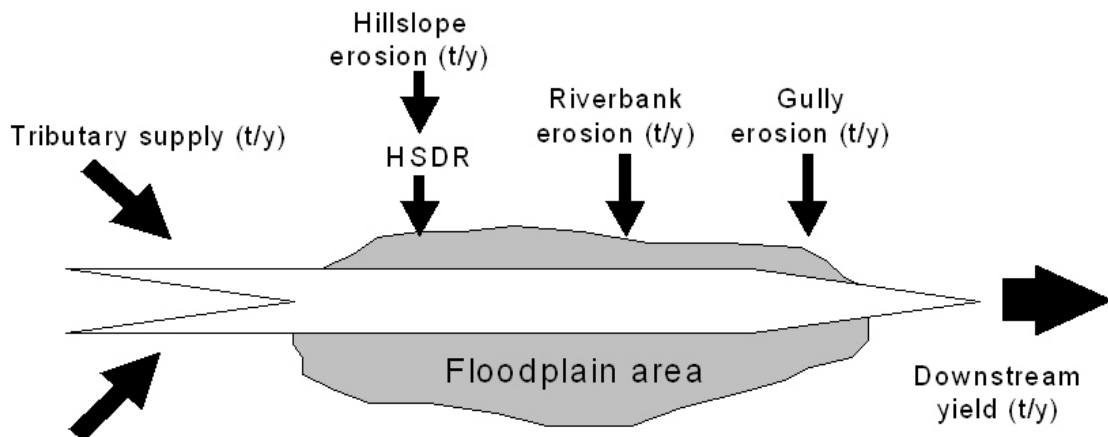 Hillslope
erosion (t/y)
Tributary supply (t/y)
HSDR
Riverbank
erosion (t/y)
Gully
erosion (t/y)
Floodplain area
Downstream
yield (t/y)